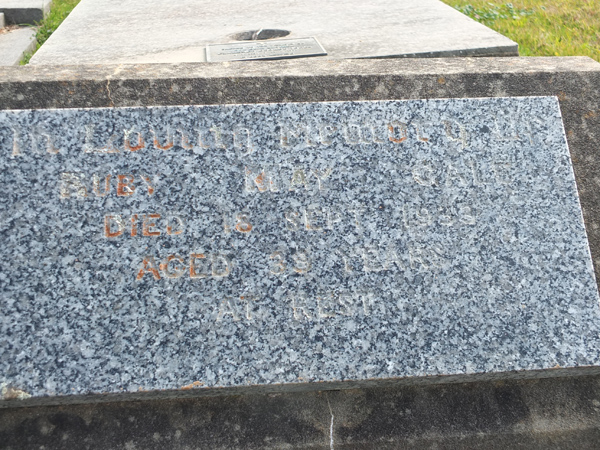 In Loving Memory of
RUBY MAY
DIED 16 SEPT.
AGED 39 YEARS
AT REST